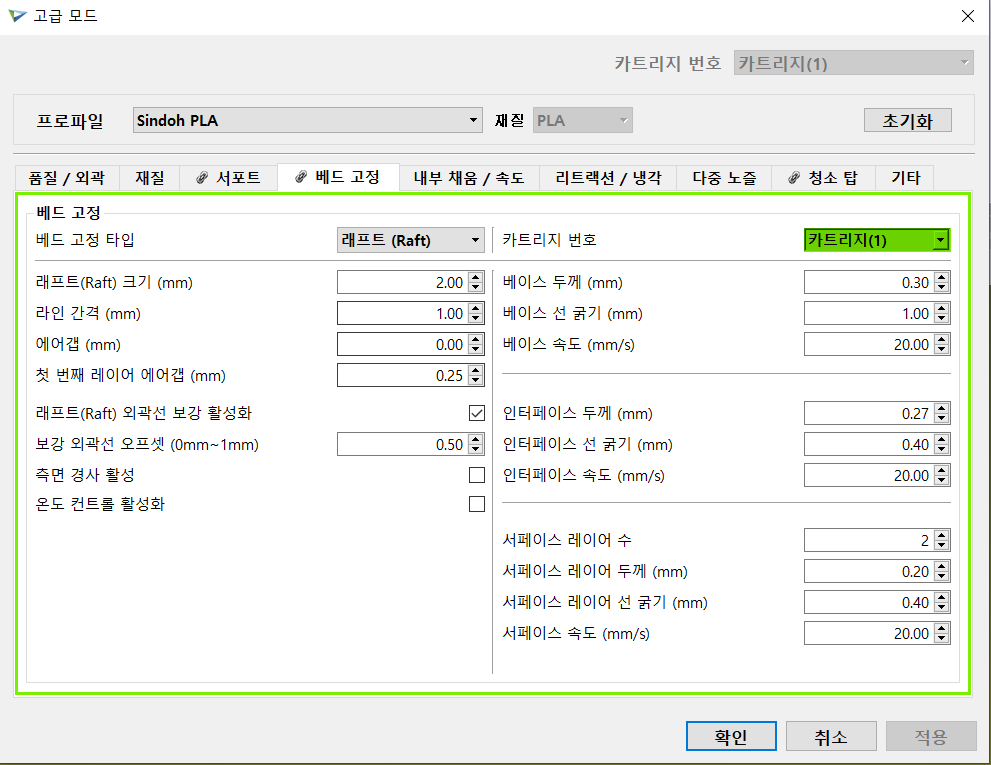 고급 모드
카트리지 번호 카트리지(1)
프로파일 Sindoh PLA 재질 PLA 초기화
품질 / 외곽 재질 서포트 베드 고정 내부 채움 / 속도 리트랙션 / 냉각 다중 노즐 청소 탑 기타
베드 고정
베드 고정 타입 래프트 (Raft)
래프트(Raft) 크기 (mm) 2.00
라인 간격 (mm) 1.00
에어갭 (mm) 0.00
첫 번째 레이어 에어갭 (mm) 0.25
래프트(Raft) 외곽선 보강 활성화
보강 외곽선 오프셋 (0mm~1mm) 0.50
측면 경사 활성
온도 컨트롤 활성화
카트리지 번호 카트리지(1)
베이스 두께 (mm) 0.30
베이스 선 굵기 (mm) 1.00
베이스 속도 (mm/s) 20.00
인터페이스 두께 (mm) 0.27
인터페이스 선 굵기 (mm) 0.40
인터페이스 속도 (mm/s) 20.00
서페이스 레이어 수 2
서페이스 레이어 두께 (mm) 0.20
서페이스 레이어 선 굵기 (mm) 0.40
서페이스 속도 (mm/s) 20.00
확인 취소 적용